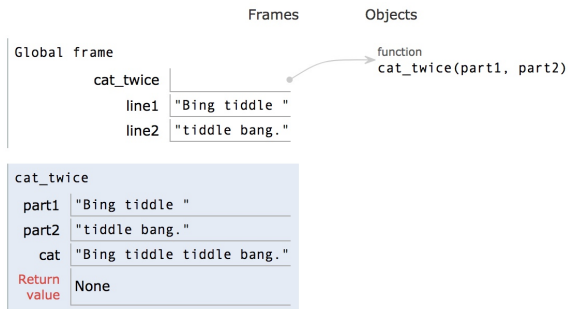 Frames Objects
Global frame
function
cat_twice(part1, part2)
cat_twice
line1 "Bing tiddle "
line2 "tiddle bang."
cat_twice
part1 "Bing tiddle "
part2 "tiddle bang."
cat "Bing tiddle tiddle bang."
Return
value None